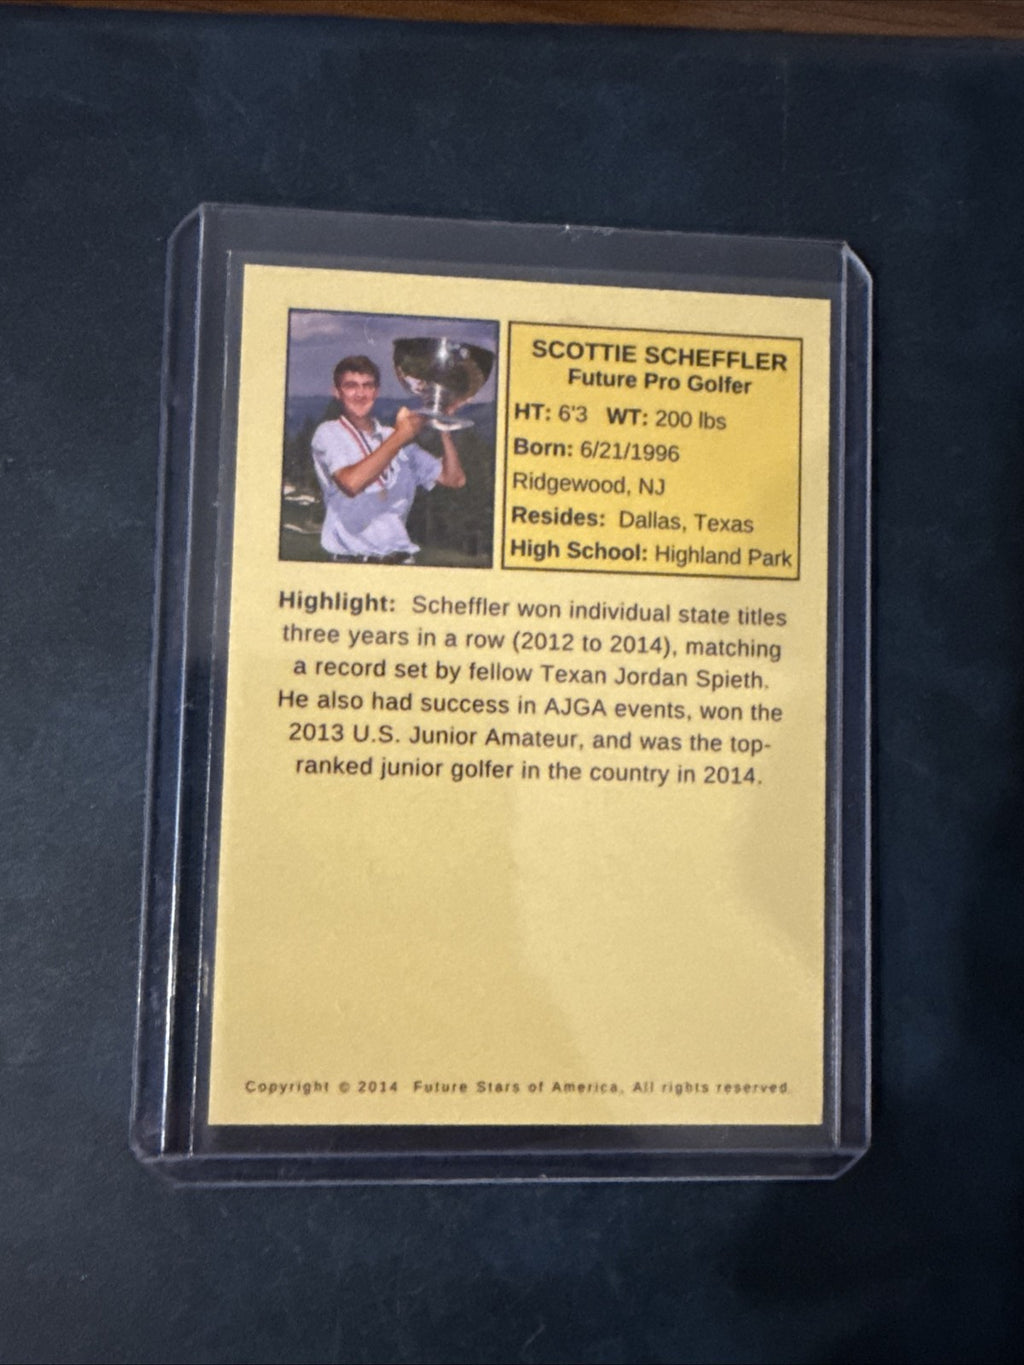 SCOTTIE SCHEFFLER
Future Pro Golfer
HT: 6'3 WT: 200 lbs
Born: 6/21/1996
Ridgewood, NJ
Resides: Dallas, Texas
High School: Highland Park
Highlight: Scheffler won individual state titles
three years in a row (2012 to 2014), matching
a record set by fellow Texan Jordan Spieth.
He also had success in AJGA events, won the
2013 U.S. Junior Amateur, and was the top-
ranked junior golfer in the country in 2014.
Copyright © 2014 Future Stars of America. All rights reserved.